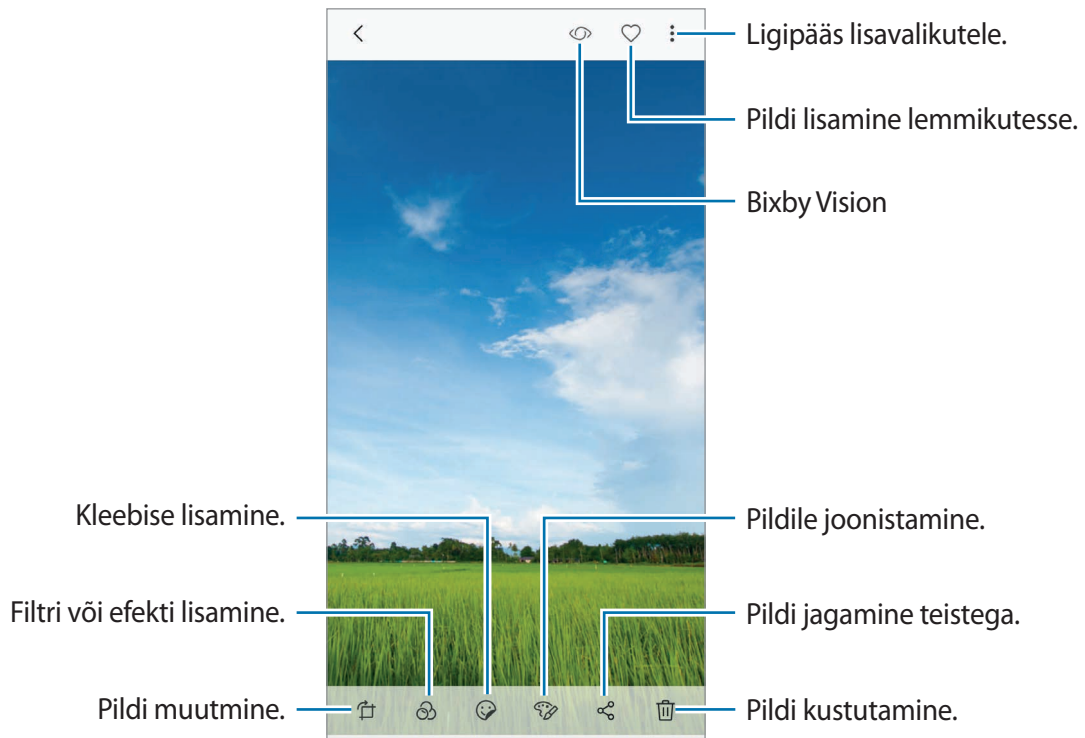 Ligipääs lisavalikutele.
Pildi lisamine lemmikutesse.
Bixby Vision
Kleebise lisamine.
Pildile joonistamine.
Filtri või efekti lisamine.
Pildi jagamine teistega.
Pildi muutmine.
Pildi kustutamine.